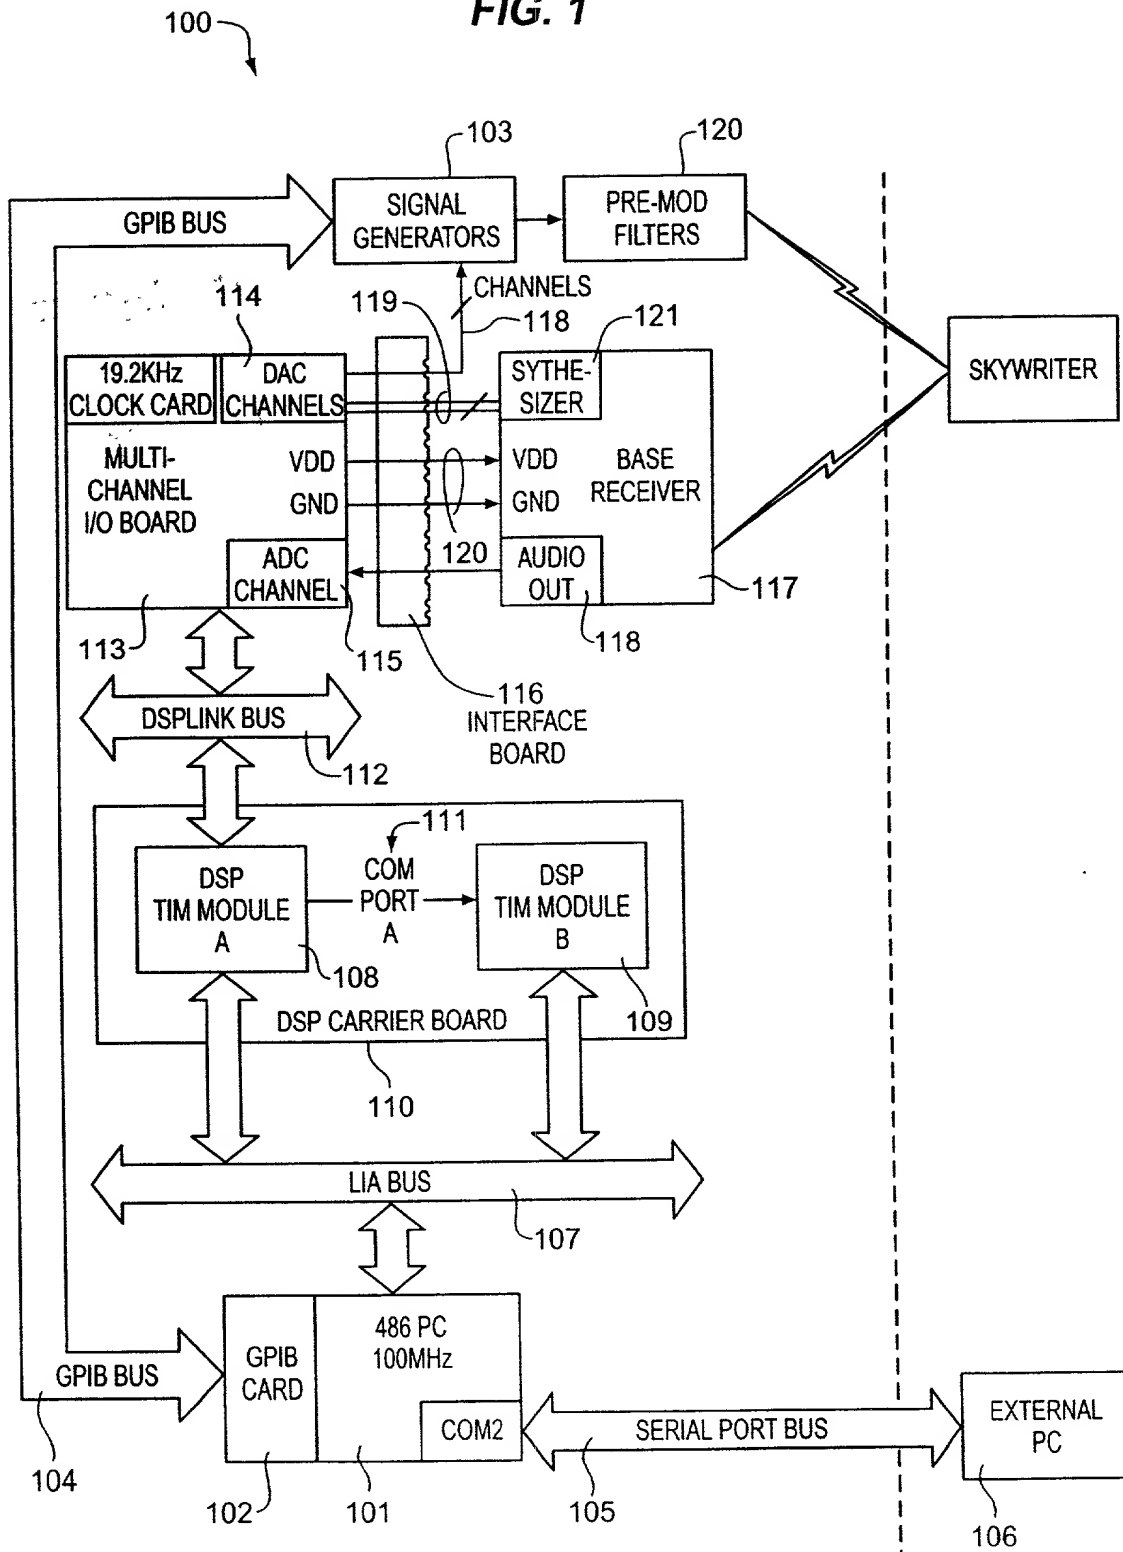 FIG. 1
100
103
120
SIGNAL
GENERATORS
PRE-MOD
FILTERS
GPIB BUS
CHANNELS
114
119
118
121
19.2KHz
CLOCK CARD
DAC
CHANNELS
SYTHE-
SIZER
SKYWRITER
MULTI-
CHANNEL
I/O BOARD
VDD
GND
VDD
GND
BASE
RECEIVER
120
ADC
CHANNEL
AUDIO
OUT
117
113
115
118
116
INTERFACE
BOARD
DSPLINK BUS
112
111
DSP
TIM MODULE
A
COM
PORT
A
DSP
TIM MODULE
B
108
109
DSP CARRIER BOARD
110
LIA BUS
107
486 PC
100MHz
GPIB
CARD
GPIB BUS
COM2
SERIAL PORT BUS
EXTERNAL
PC
104
102
101
105
106